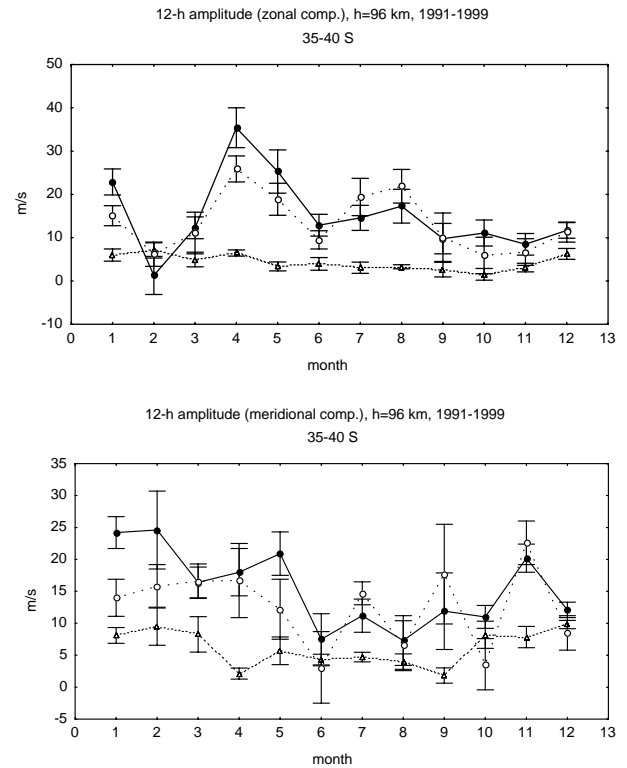 12-h amplitude (zonal comp.), h=96 km, 1991-1999
35-40 S
50
40
30
20
10
0
-10
m/s
0 1 2 3 4 5 6 7 8 9 10 11 12 13
month
12-h amplitude (meridional comp.), h=96 km, 1991-1999
35-40 S
35
30
25
20
15
10
5
0
-5
m/s
0 1 2 3 4 5 6 7 8 9 10 11 12 13
month